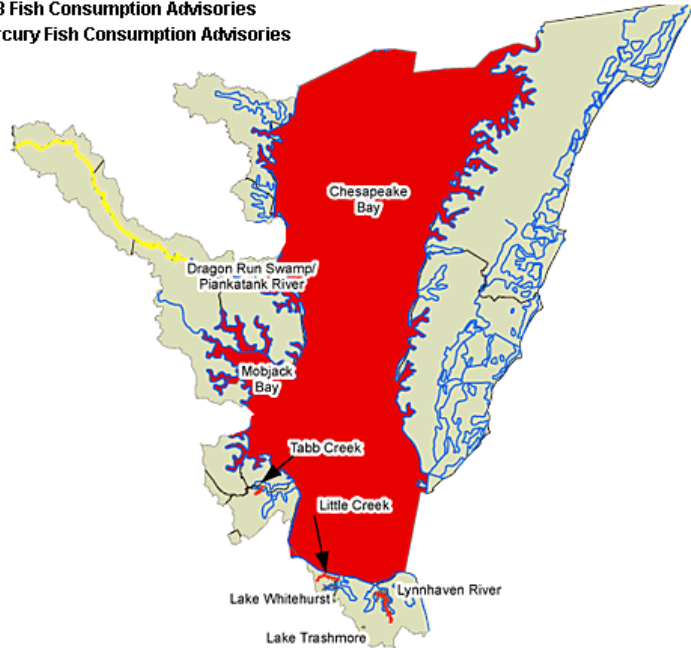 Fish Consumption Advisories
Fish Consumption Advisories
Chesapeake
Bay
Dragon Run Swamp/
Piankatank River
Mobjack
Bay
Tabb Creek
Little Creek
Lake Whitehurst
Lynnhaven River
Lake Trashmore